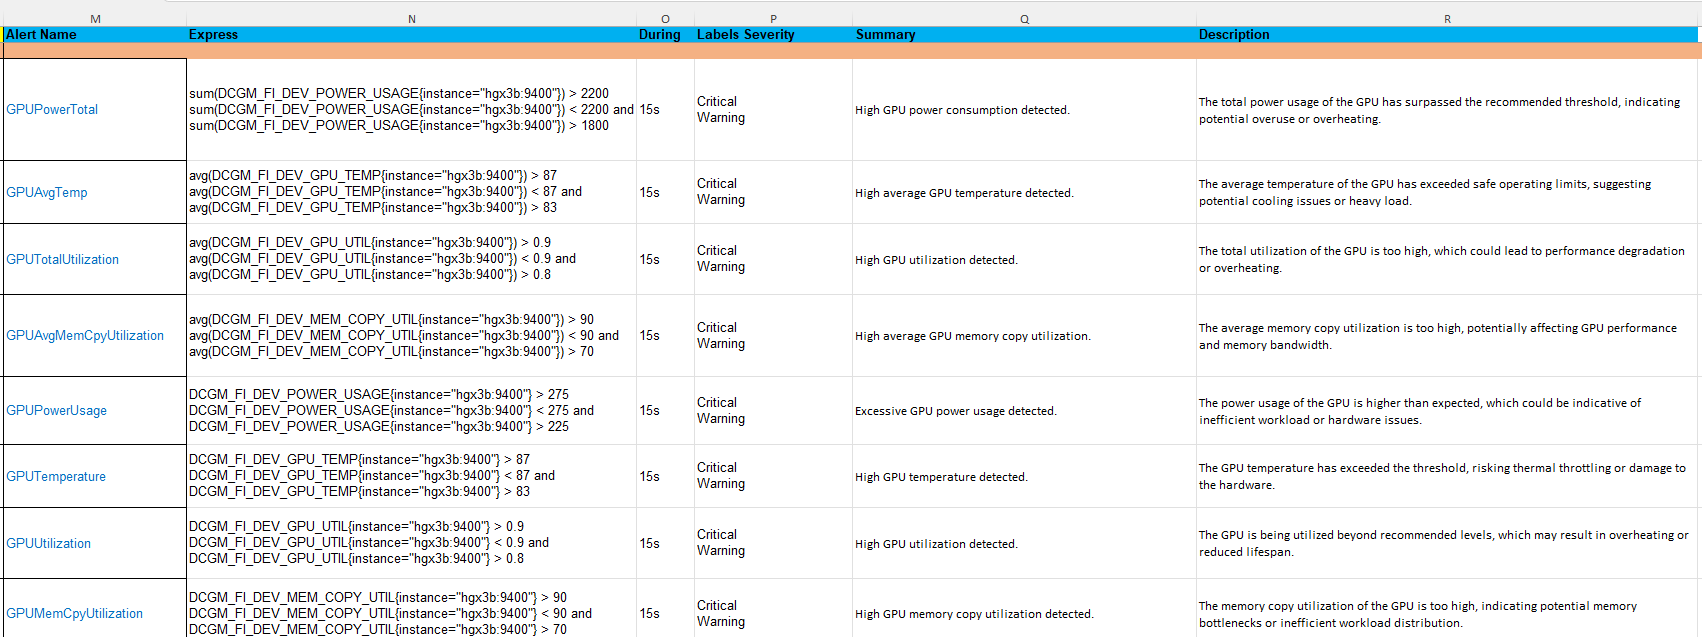 M N O P Q R
Alert Name Express During Labels Severity Summary Description
GPUPowerTotal
sum(DCGM_FI_DEV_POWER_USAGE{instance="hgx3b:9400"}) > 2200
sum(DCGM_FI_DEV_POWER_USAGE{instance="hgx3b:9400"}) < 2200 and
sum(DCGM_FI_DEV_POWER_USAGE{instance="hgx3b:9400"}) > 1800
15s
Critical
Warning
High GPU power consumption detected.
The total power usage of the GPU has surpassed the recommended threshold, indicating
potential overuse or overheating.
GPUAvgTemp
avg(DCGM_FI_DEV_GPU_TEMP{instance="hgx3b:9400"}) > 87
avg(DCGM_FI_DEV_GPU_TEMP{instance="hgx3b:9400"}) < 87 and
avg(DCGM_FI_DEV_GPU_TEMP{instance="hgx3b:9400"}) > 83
15s
Critical
Warning
High average GPU temperature detected.
The average temperature of the GPU has exceeded safe operating limits, suggesting
potential cooling issues or heavy load.
GPUTotalUtilization
avg(DCGM_FI_DEV_GPU_UTIL{instance="hgx3b:9400"}) > 0.9
avg(DCGM_FI_DEV_GPU_UTIL{instance="hgx3b:9400"}) < 0.9 and
avg(DCGM_FI_DEV_GPU_UTIL{instance="hgx3b:9400"}) > 0.8
15s
Critical
Warning
High GPU utilization detected.
The total utilization of the GPU is too high, which could lead to performance degradation
or overheating.
GPUAvgMemCpyUtilization
avg(DCGM_FI_DEV_MEM_COPY_UTIL{instance="hgx3b:9400"}) > 90
avg(DCGM_FI_DEV_MEM_COPY_UTIL{instance="hgx3b:9400"}) < 90 and
avg(DCGM_FI_DEV_MEM_COPY_UTIL{instance="hgx3b:9400"}) > 70
15s
Critical
Warning
High average GPU memory copy utilization.
The average memory copy utilization is too high, potentially affecting GPU performance
and memory bandwidth.
GPUPowerUsage
DCGM_FI_DEV_POWER_USAGE{instance="hgx3b:9400"} > 275
DCGM_FI_DEV_POWER_USAGE{instance="hgx3b:9400"} < 275 and
DCGM_FI_DEV_POWER_USAGE{instance="hgx3b:9400"} > 225
15s
Critical
Warning
Excessive GPU power usage detected.
The power usage of the GPU is higher than expected, which could be indicative of
inefficient workload or hardware issues.
GPUTemperature
DCGM_FI_DEV_GPU_TEMP{instance="hgx3b:9400"} > 87
DCGM_FI_DEV_GPU_TEMP{instance="hgx3b:9400"} < 87 and
DCGM_FI_DEV_GPU_TEMP{instance="hgx3b:9400"} > 83
15s
Critical
Warning
High GPU temperature detected.
The GPU temperature has exceeded the threshold, risking thermal throttling or damage to
the hardware.
GPUUtilization
DCGM_FI_DEV_GPU_UTIL{instance="hgx3b:9400"} > 0.9
DCGM_FI_DEV_GPU_UTIL{instance="hgx3b:9400"} < 0.9 and
DCGM_FI_DEV_GPU_UTIL{instance="hgx3b:9400"} > 0.8
15s
Critical
Warning
High GPU utilization detected.
The GPU is being utilized beyond recommended levels, which may result in overheating or
reduced lifespan.
GPUMemCpyUtilization
DCGM_FI_DEV_MEM_COPY_UTIL{instance="hgx3b:9400"} > 90
DCGM_FI_DEV_MEM_COPY_UTIL{instance="hgx3b:9400"} < 90 and
DCGM_FI_DEV_MEM_COPY_UTIL{instance="hgx3b:9400"} > 70
15s
Critical
Warning
High GPU memory copy utilization detected.
The memory copy utilization of the GPU is too high, indicating potential memory
bottlenecks or inefficient workload distribution.